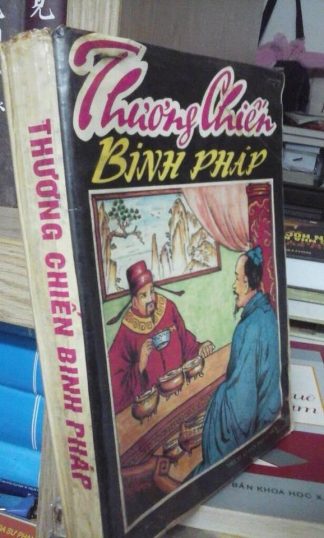 Thương Chiến
BINH PHÁP
THƯƠNG CHIẾN BINH PHÁP
BẢN KHOA HỌC X